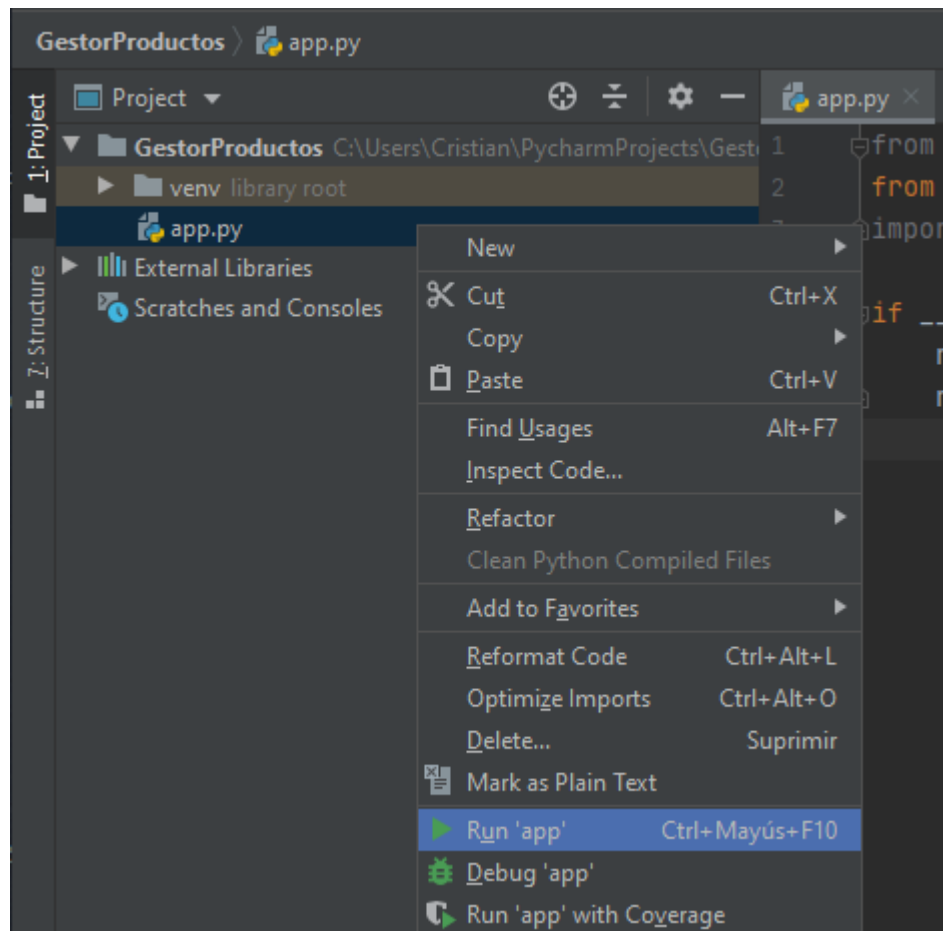 GestorProductos app.py
1: Project
Project
app.py
GestorProductos C:\Users\Cristian\PycharmProjects\Gest
venv library root
app.py
External Libraries
Scratches and Consoles
7: Structure
1 from
2 from
impor
if
New
Cut Ctrl+X
Copy
Paste Ctrl+V
Find Usages Alt+F7
Inspect Code...
Refactor
Clean Python Compiled Files
Add to Favorites
Reformat Code Ctrl+Alt+L
Optimize Imports Ctrl+Alt+O
Delete... Suprimir
Mark as Plain Text
Run 'app' Ctrl+Mayús+F10
Debug 'app'
Run 'app' with Coverage